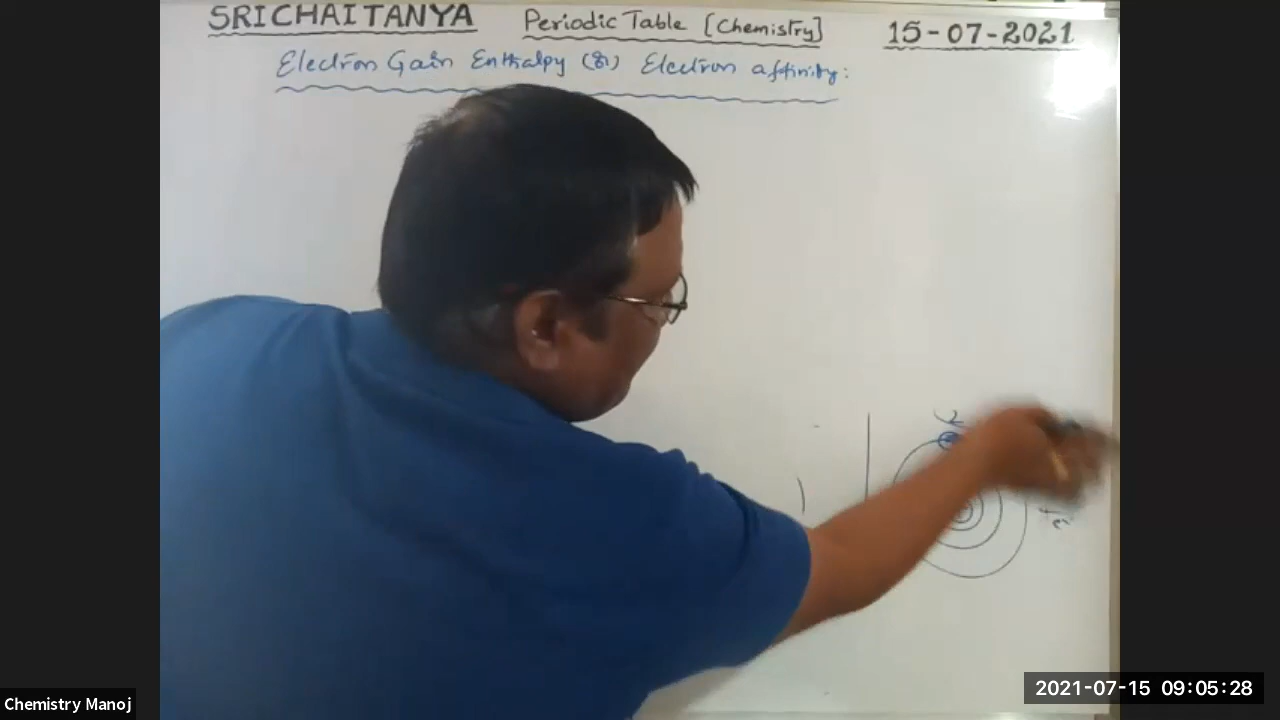 SRICHAITANYA Periodic Table [Chemistry] 15-07-2021
Electron Gain Enthalpy (or) Electron affinity:
+e⁻
Chemistry Manoj
2021-07-15 09:05:28